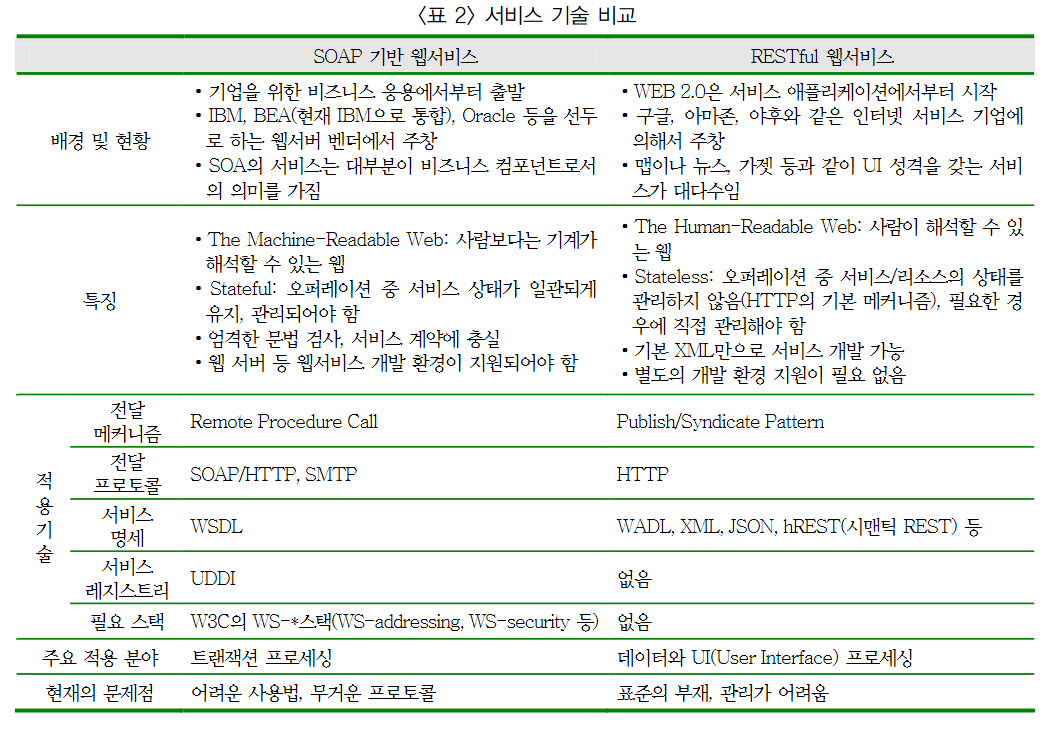 <표 2> 서비스 기술 비교
SOAP 기반 웹서비스
RESTful 웹서비스
배경 및 현황
• 기업을 위한 비즈니스 응용에서부터 출발
• IBM, BEA(현재 IBM으로 통합), Oracle 등을 선두
로 하는 웹서버 벤더에서 주창
• SOA의 서비스는 대부분이 비즈니스 컴포넌트로서
의 의미를 가짐
• WEB 2.0은 서비스 애플리케이션에서부터 시작
• 구글, 아마존, 야후와 같은 인터넷 서비스 기업에
의해서 주창
• 맵이나 뉴스, 가젯 등과 같이 UI 성격을 갖는 서비
스가 대다수임
특징
• The Machine-Readable Web: 사람보다는 기계가
해석할 수 있는 웹
• Stateful: 오퍼레이션 중 서비스 상태가 일관되게
유지, 관리되어야 함
• 엄격한 문법 검사, 서비스 계약에 충실
• 웹 서버 등 웹서비스 개발 환경이 지원되어야 함
• The Human-Readable Web: 사람이 해석할 수 있
는 웹
• Stateless: 오퍼레이션 중 서비스/리소스의 상태를
관리하지 않음(HTTP의 기본 메커니즘), 필요한 경
우에 직접 관리해야 함
• 기본 XML만으로 서비스 개발 가능
• 별도의 개발 환경 지원이 필요 없음
적
용
기
술
전달
메커니즘
Remote Procedure Call
Publish/Syndicate Pattern
전달
프로토콜
SOAP/HTTP, SMTP
HTTP
서비스
명세
WSDL
WADL, XML, JSON, hREST(시맨틱 REST) 등
서비스
레지스트리
UDDI
없음
필요 스택
W3C의 WS-*스택(WS-addressing, WS-security 등)
없음
주요 적용 분야
트랜잭션 프로세싱
데이터와 UI(User Interface) 프로세싱
현재의 문제점
어려운 사용법, 무거운 프로토콜
표준의 부재, 관리가 어려움